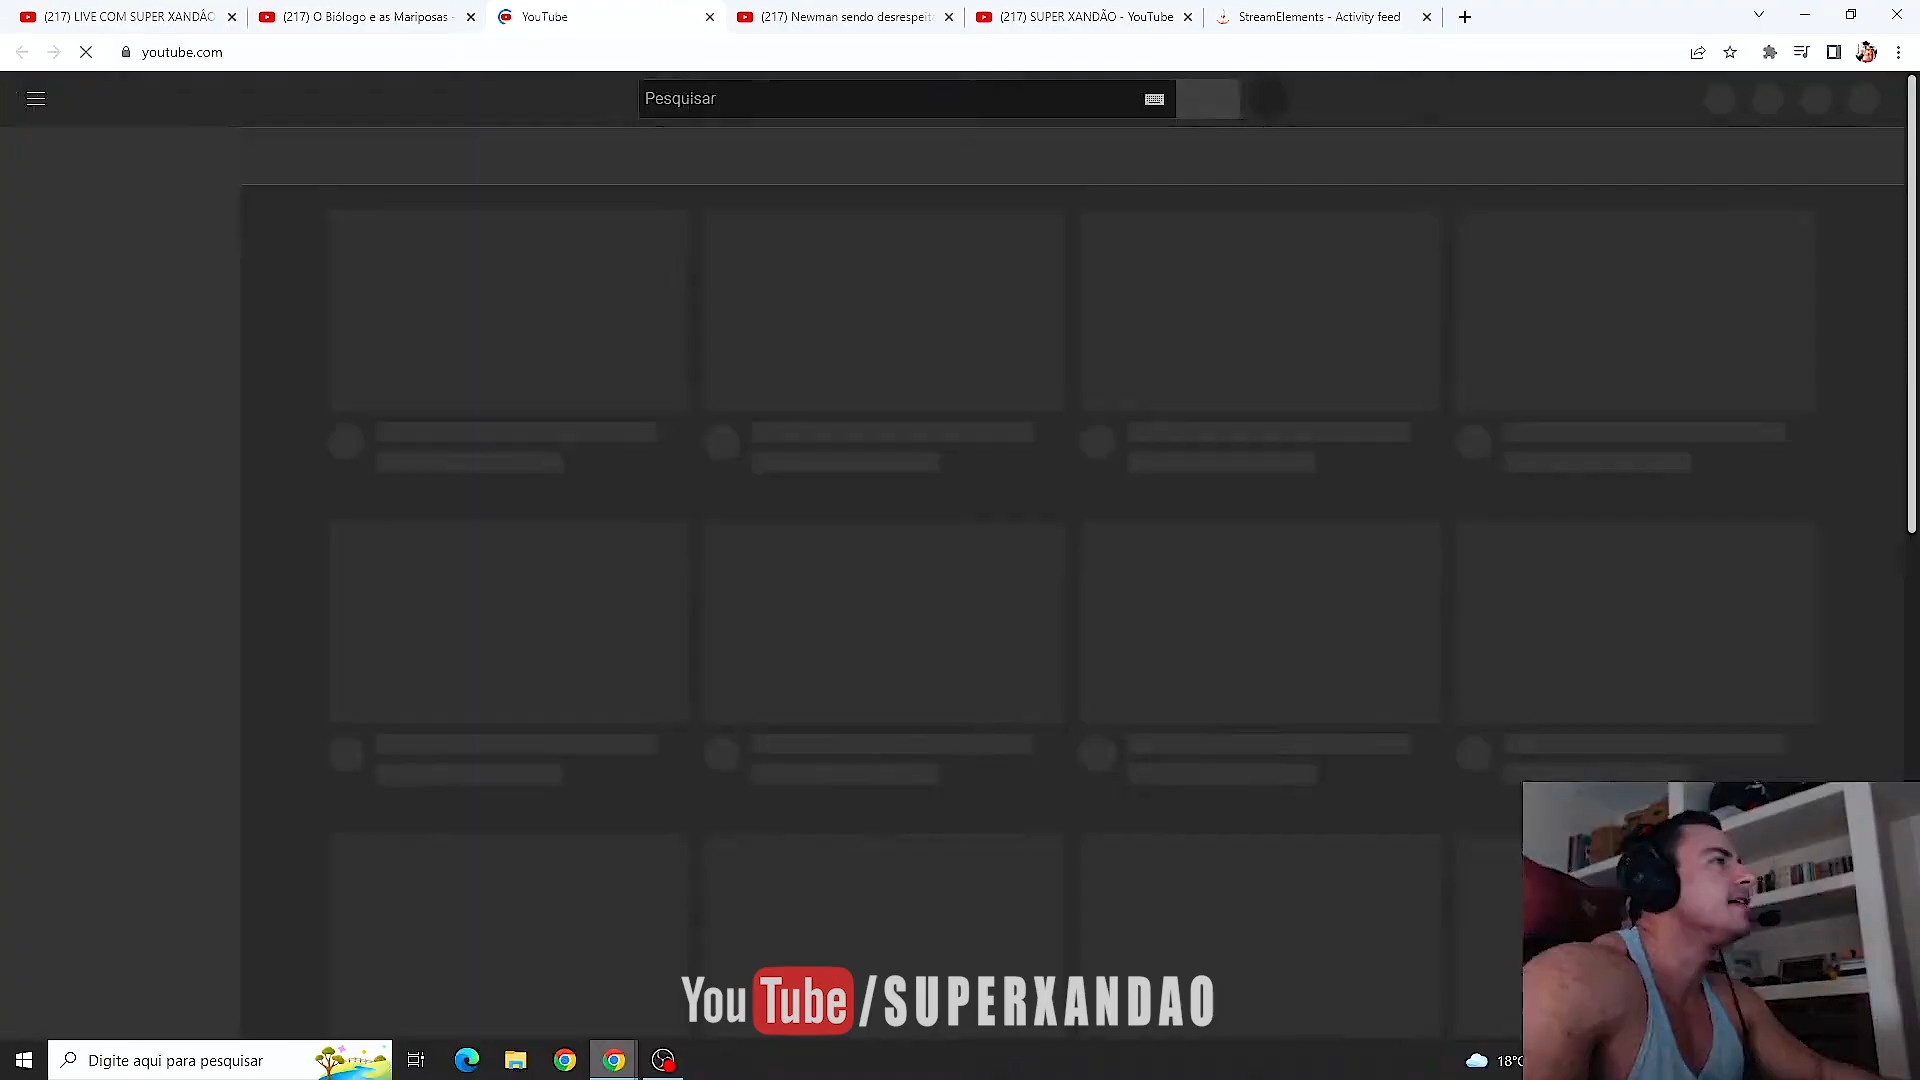 (217) LIVE COM SUPER XANDÃO
(217) O Biólogo e as Mariposas -
YouTube
(217) Newman sendo desrespeita
(217) SUPER XANDÃO - YouTube
StreamElements - Activity feed
youtube.com
Pesquisar
YouTube/SUPERXANDAO
Digite aqui para pesquisar
18°C